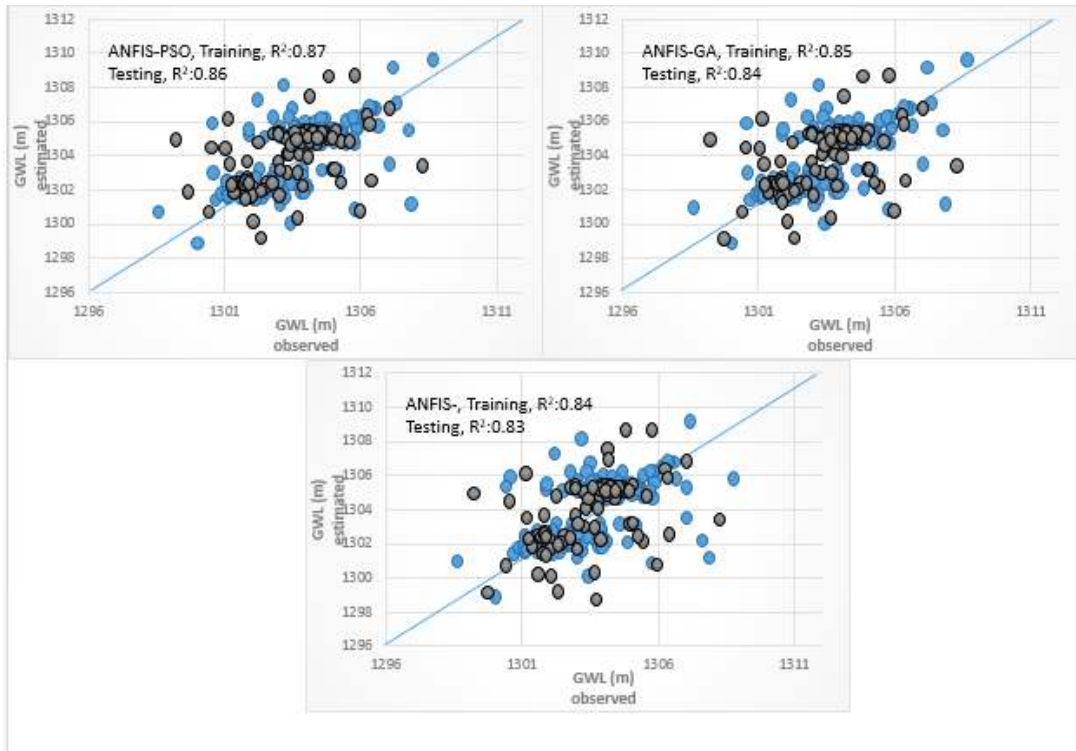 1312
1310
1308
1306
1304
1302
1300
1298
1296
GWL (m)
estimated
ANFIS-PSO, Training, R²:0.87
Testing, R²:0.86
1296
1301
1306
1311
GWL (m)
observed
1312
1310
1308
1306
1304
1302
1300
1298
1296
GWL (m)
estimated
ANFIS-GA, Training, R²:0.85
Testing, R²:0.84
1296
1301
1306
1311
GWL (m)
observed
1312
1310
1308
1306
1304
1302
1300
1298
1296
GWL (m)
estimated
ANFIS-, Training, R²:0.84
Testing, R²:0.83
1296
1301
1306
1311
GWL (m)
observed